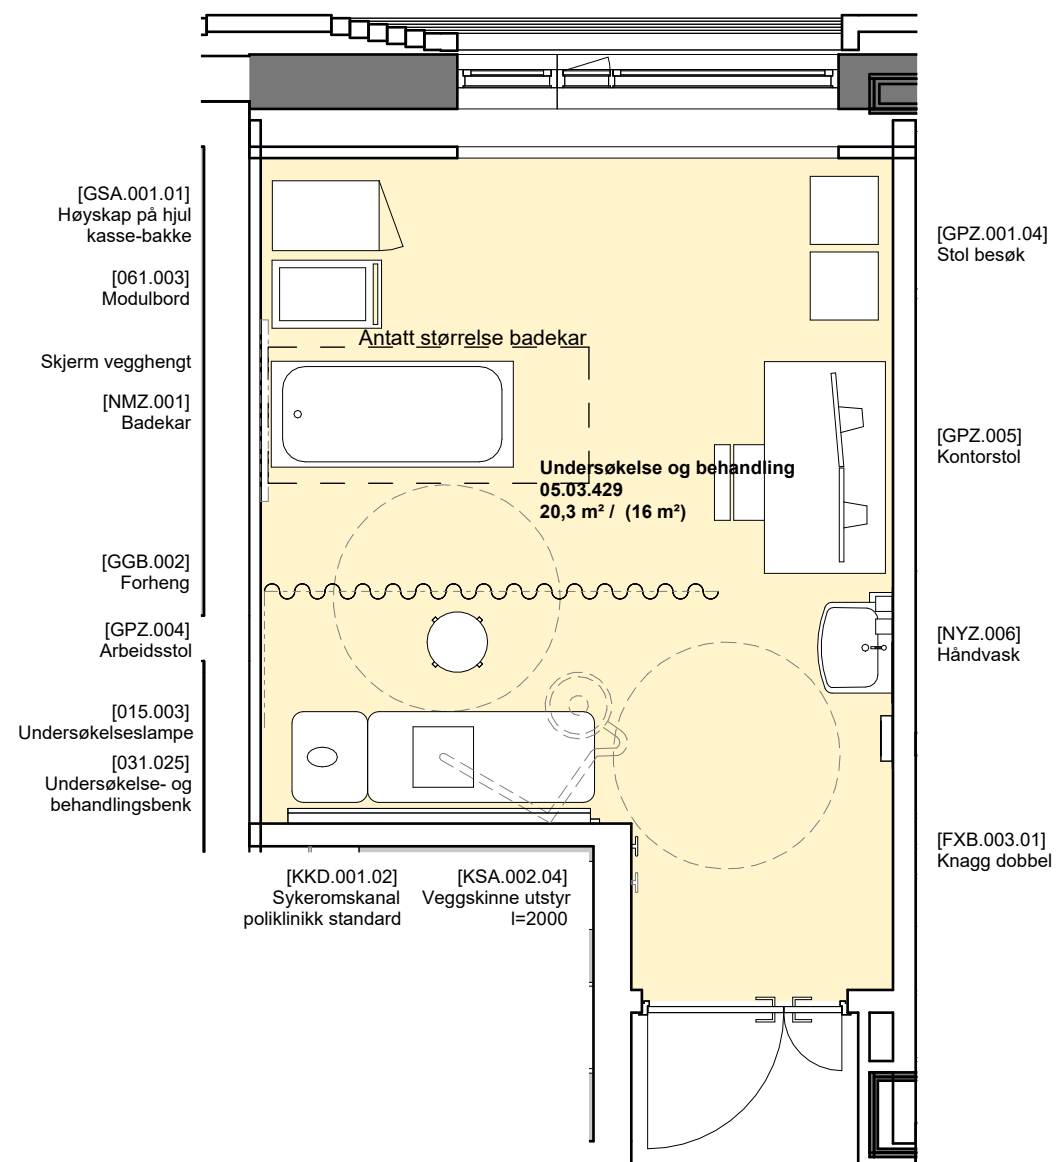 [GSA.001.01]
Høyskap på hjul
kasse-bakke
[061.003]
Modulbord
Skjerm vegghengt
[NMZ.001]
Badekar
[GGB.002]
Forheng
[GPZ.004]
Arbeidsstol
[015.003]
Undersøkelseslampe
[031.025]
Undersøkelse- og
behandlingsbenk
Antatt størrelse badekar
Undersøkelse og behandling
05.03.429
20,3 m² / (16 m²)
[GPZ.001.04]
Stol besøk
[GPZ.005]
Kontorstol
[NYZ.006]
Håndvask
[FXB.003.01]
Knagg dobbel
[KKD.001.02]
Sykeromskanal
poliklinikk standard
[KSA.002.04]
Veggskinne utstyr
l=2000